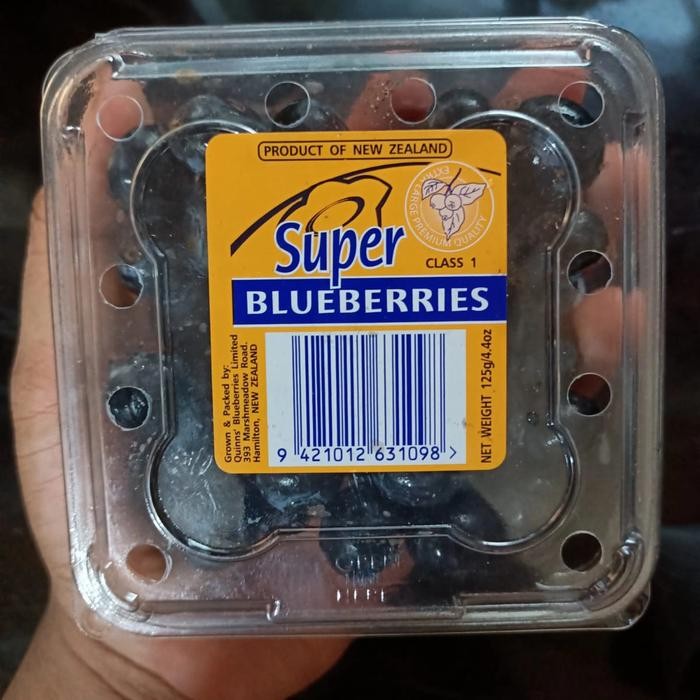 PRODUCT OF NEW ZEALAND
EXTRA LARGE PREMIUM QUALITY
Super
CLASS 1
BLUEBERRIES
Grown & Packed by:
Quinns' Blueberries Limited
393 Marshmeadow Road.
Hamilton, NEW ZEALAND
9 421012 631098 >
NET WEIGHT 125g/4.4oz